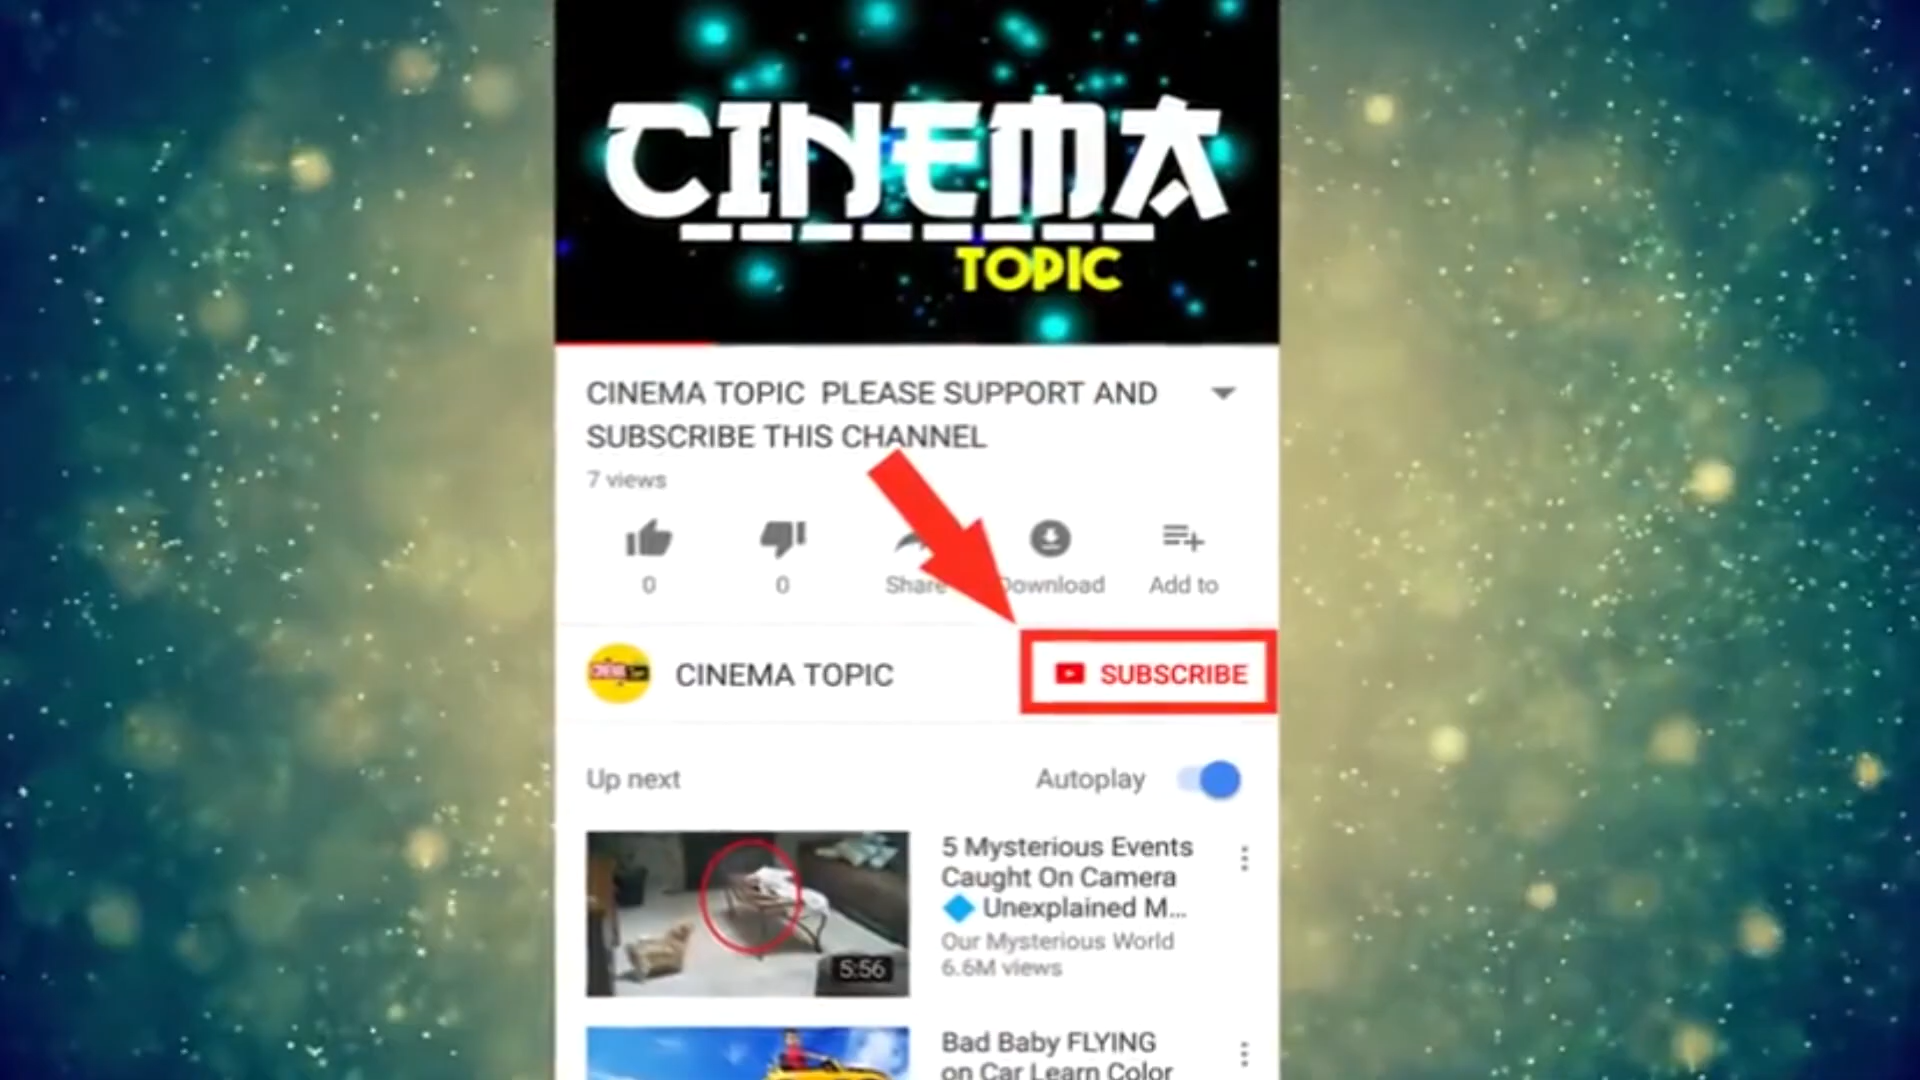 CINEMA
TOPIC
CINEMA TOPIC PLEASE SUPPORT AND
SUBSCRIBE THIS CHANNEL
7 views
0
0
Share
Download
Add to
CINEMA TOPIC
SUBSCRIBE
Up next
Autoplay
5 Mysterious Events
Caught On Camera
🔷 Unexplained M...
Our Mysterious World
6.6M views
5:56
Bad Baby FLYING
on Car Learn Color